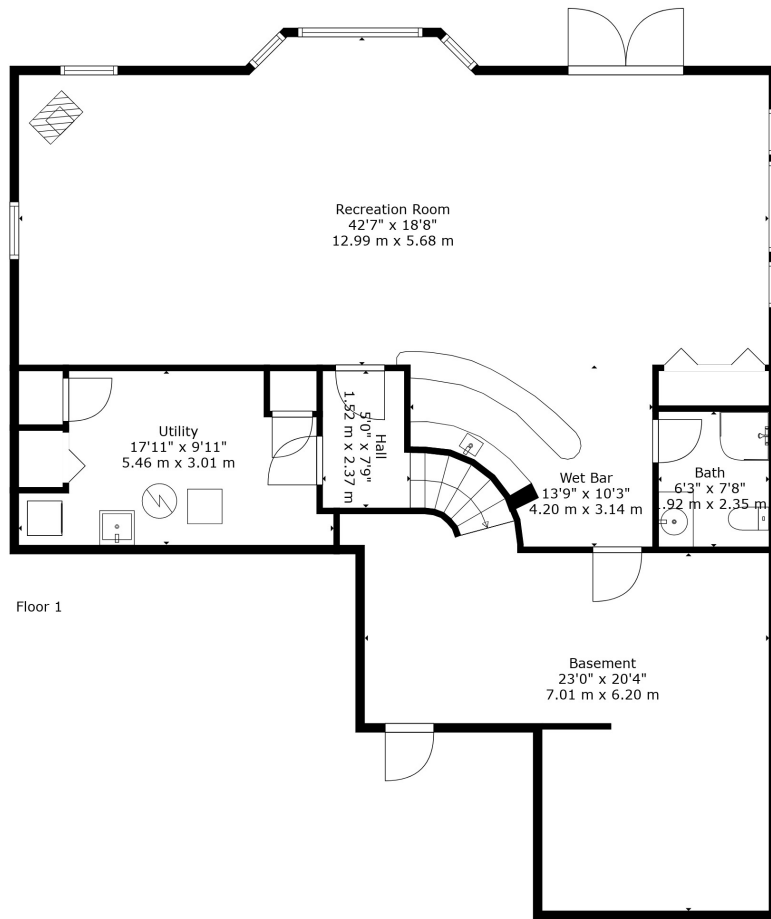 Recreation Room
42'7" x 18'8"
12.99 m x 5.68 m
Utility
17'11" x 9'11"
5.46 m x 3.01 m
Hall
5'0" x 7'9"
1.52 m x 2.37 m
Wet Bar
13'9" x 10'3"
4.20 m x 3.14 m
Bath
6'3" x 7'8"
.92 m x 2.35 m
Floor 1
Basement
23'0" x 20'4"
7.01 m x 6.20 m